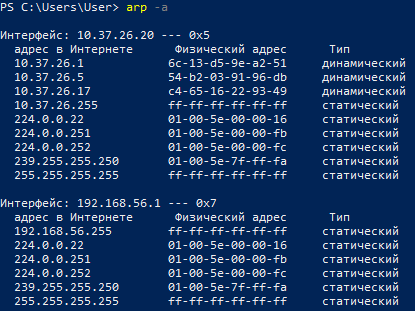 PS C:\Users\User> arp -a
Интерфейс: 10.37.26.20 --- 0x5
адрес в Интернете Физический адрес Тип
10.37.26.1 6c-13-d5-9e-a2-51 динамический
10.37.26.5 54-b2-03-91-96-db динамический
10.37.26.17 c4-65-16-22-93-49 динамический
10.37.26.255 ff-ff-ff-ff-ff-ff статический
224.0.0.22 01-00-5e-00-00-16 статический
224.0.0.251 01-00-5e-00-00-fb статический
224.0.0.252 01-00-5e-00-00-fc статический
239.255.255.250 01-00-5e-7f-ff-fa статический
255.255.255.255 ff-ff-ff-ff-ff-ff статический
Интерфейс: 192.168.56.1 --- 0x7
адрес в Интернете Физический адрес Тип
192.168.56.255 ff-ff-ff-ff-ff-ff статический
224.0.0.22 01-00-5e-00-00-16 статический
224.0.0.251 01-00-5e-00-00-fb статический
224.0.0.252 01-00-5e-00-00-fc статический
239.255.255.250 01-00-5e-7f-ff-fa статический
255.255.255.255 ff-ff-ff-ff-ff-ff статический